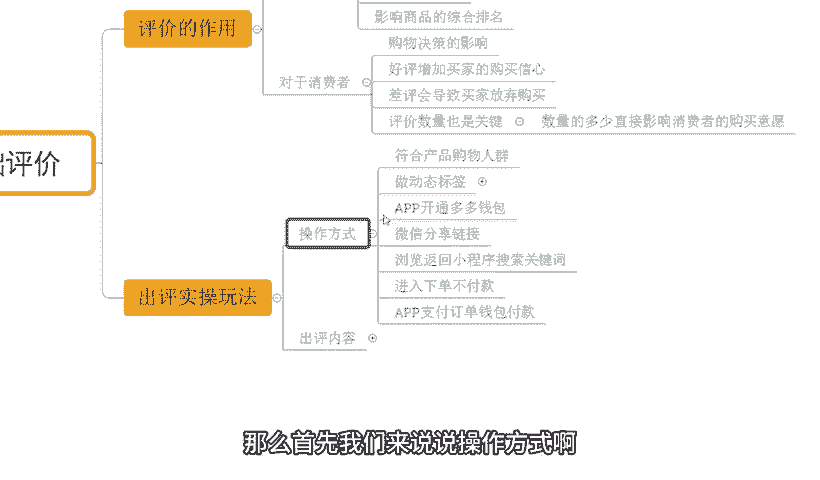 影响商品的综合排名
评价的作用
购物决策的影响
好评增加买家的购买信心
对于消费者
差评会导致买家放弃购买
评价数量也是关键 数量的多少直接影响消费者的购买意愿
出评价
符合产品购物人群
做动态标签
APP开通多多钱包
操作方式
微信分享链接
浏览返回小程序搜索关键词
进入下单不付款
出评实操玩法
APP支付订单钱包付款
出评内容
那么首先我们来说说操作方式啊